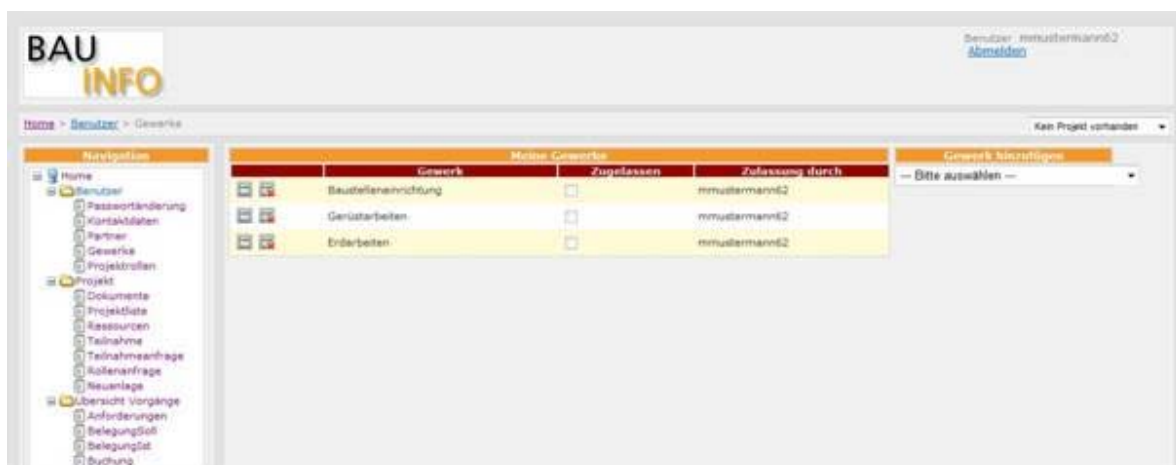 BAU
INFO
Benutzer mmustermann62
Abmelden
Home > Benutzer > Gewerke
Kein Projekt vorhanden
Navigation
Home
Benutzer
Passwortänderung
Kontaktdaten
Partner
Gewerke
Projektrollen
Projekt
Dokumente
Projektliste
Ressourcen
Teilnahme
Teilnahmeanfrage
Rollenanfrage
Neuanlage
Übersicht Vorgänge
Anforderungen
BelegungSoll
BelegungIst
Buchung
Meine Gewerke
Gewerk Zugelassen Zulassung durch
Baustelleneinrichtung mmustermann62
Gerüstarbeiten mmustermann62
Erdarbeiten mmustermann62
Gewerk hinzufügen
-- Bitte auswählen --